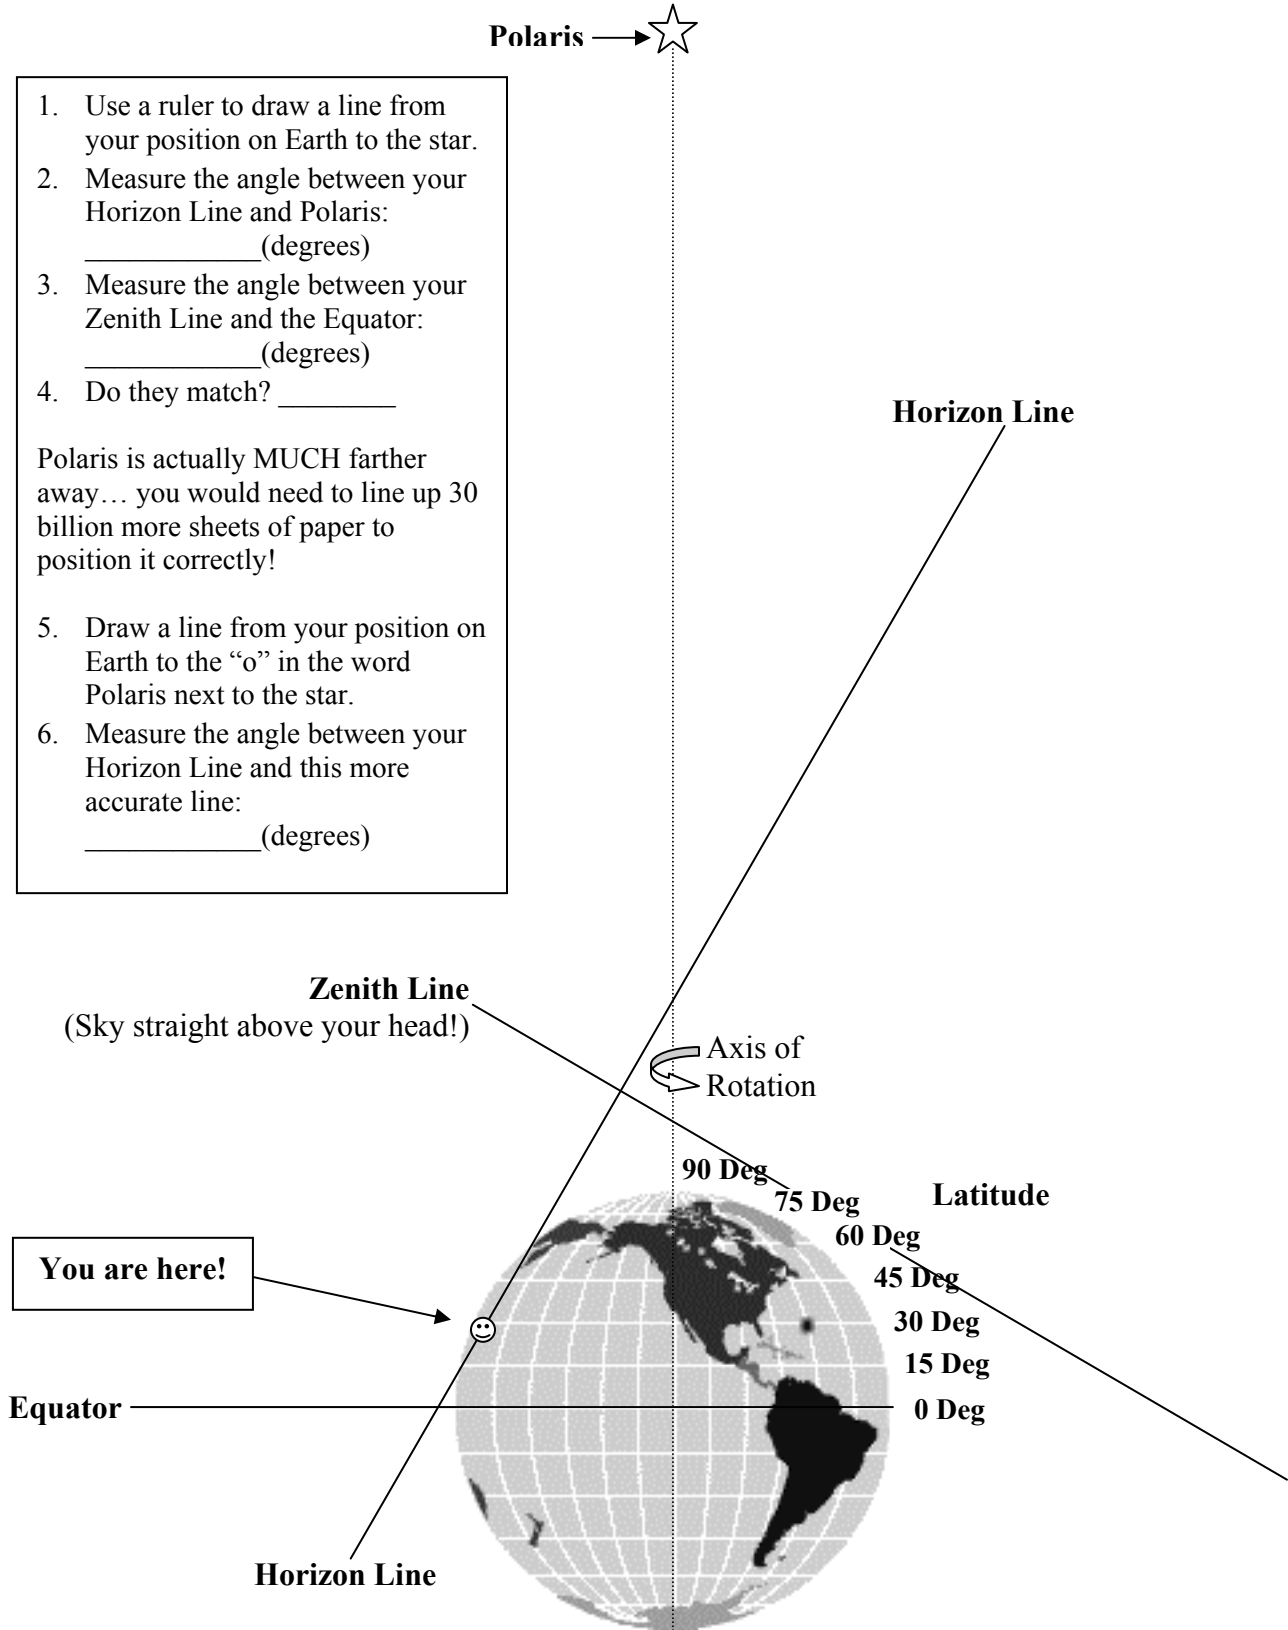 Polaris
1. Use a ruler to draw a line from
your position on Earth to the star.
2. Measure the angle between your
Horizon Line and Polaris:
____________(degrees)
3. Measure the angle between your
Zenith Line and the Equator:
____________(degrees)
4. Do they match? ________
Polaris is actually MUCH farther
away… you would need to line up 30
billion more sheets of paper to
position it correctly!
5. Draw a line from your position on
Earth to the “o” in the word
Polaris next to the star.
6. Measure the angle between your
Horizon Line and this more
accurate line:
____________(degrees)
Horizon Line
Zenith Line
(Sky straight above your head!)
Axis of
Rotation
90 Deg
75 Deg
Latitude
60 Deg
45 Deg
You are here!
30 Deg
15 Deg
Equator
0 Deg
Horizon Line